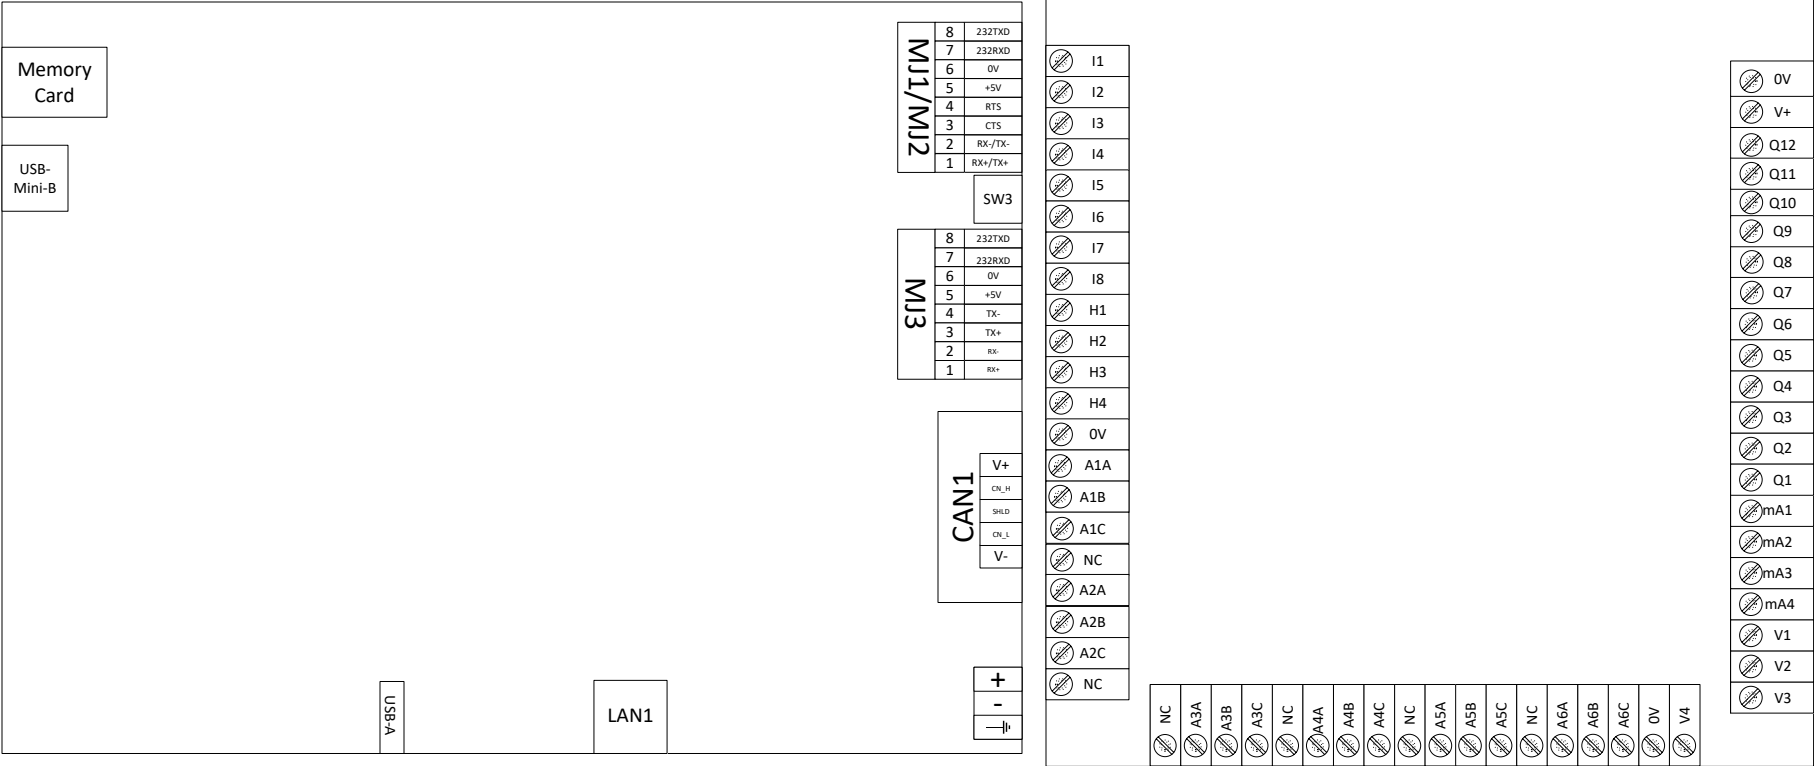 Memory
Card
USB-
Mini-B
MJ1/MJ2
8 232TXD
7 232RXD
6 0V
5 +5V
4 RTS
3 CTS
2 RX-/TX-
1 RX+/TX+
SW3
MJ3
8 232TXD
7 232RXD
6 0V
5 +5V
4 TX-
3 TX+
2 RX-
1 RX+
CAN1
V+
CN_H
SHLD
CN_L
V-
+
-
USB-A
LAN1
I1
I2
I3
I4
I5
I6
I7
I8
H1
H2
H3
H4
0V
A1A
A1B
A1C
NC
A2A
A2B
A2C
NC
NC
A3A
A3B
A3C
NC
A4A
A4B
A4C
NC
A5A
A5B
A5C
NC
A6A
A6B
A6C
0V
V4
0V
V+
Q12
Q11
Q10
Q9
Q8
Q7
Q6
Q5
Q4
Q3
Q2
Q1
mA1
mA2
mA3
mA4
V1
V2
V3